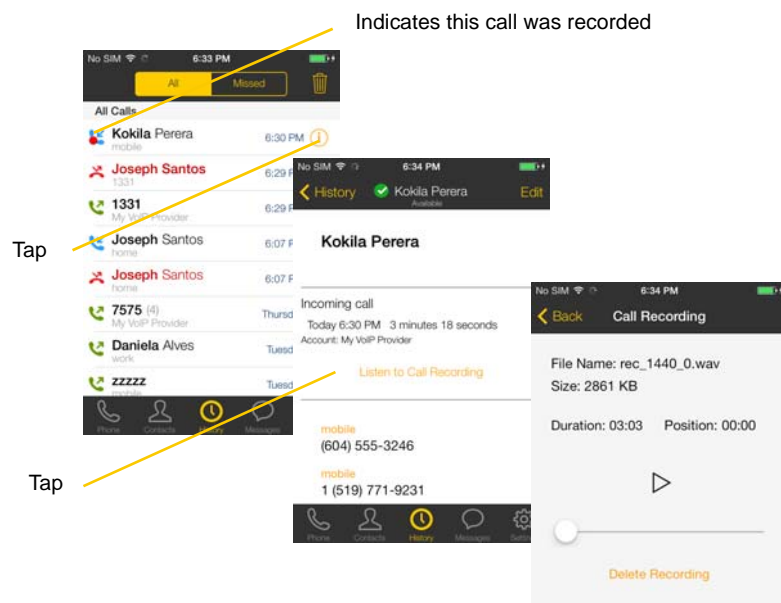 Indicates this call was recorded
No SIM 6:33 PM
All Missed
All Calls
Kokila Perera
mobile
6:30 PM
Joseph Santos
1331
6:29 P
1331
My VoIP Provider
6:29 P
Joseph Santos
home
6:07 P
Joseph Santos
home
6:07 P
7575 (4)
My VoIP Provider
Thursd
Daniela Alves
work
Tuesd
zzzzz
mobile
Tuesd
Phone Contacts History Messages
Tap
Tap
No SIM 6:34 PM
History Kokila Perera Edit
Available
Kokila Perera
Incoming call
Today 6:30 PM 3 minutes 18 seconds
Account: My VoIP Provider
Listen to Call Recording
mobile
(604) 555-3246
mobile
1 (519) 771-9231
Phone Contacts History Messages Settin
No SIM 6:34 PM
Back Call Recording
File Name: rec_1440_0.wav
Size: 2861 KB
Duration: 03:03 Position: 00:00
Delete Recording